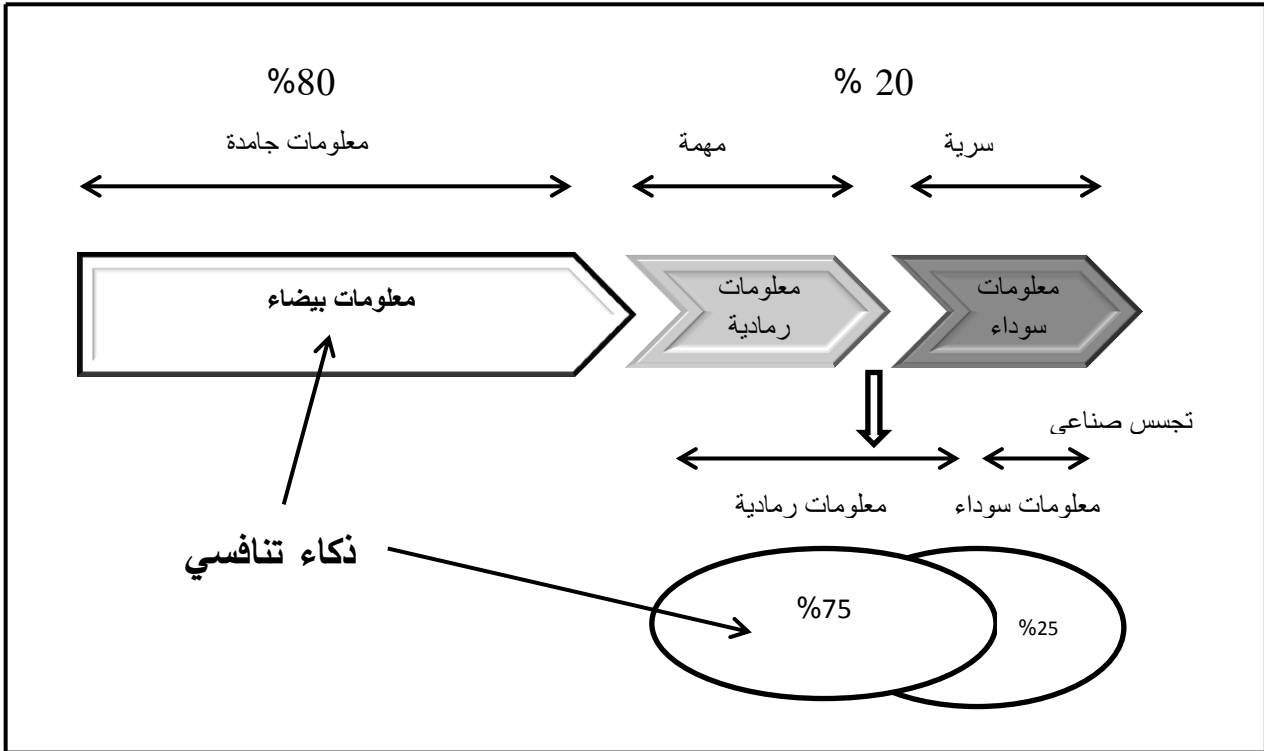 %80
% 20
معلومات جامدة
مهمة
سرية
معلومات بيضاء
معلومات
رمادية
معلومات
سوداء
تجسس صناعي
معلومات رمادية
معلومات سوداء
ذكاء تنافسي
%75
%25